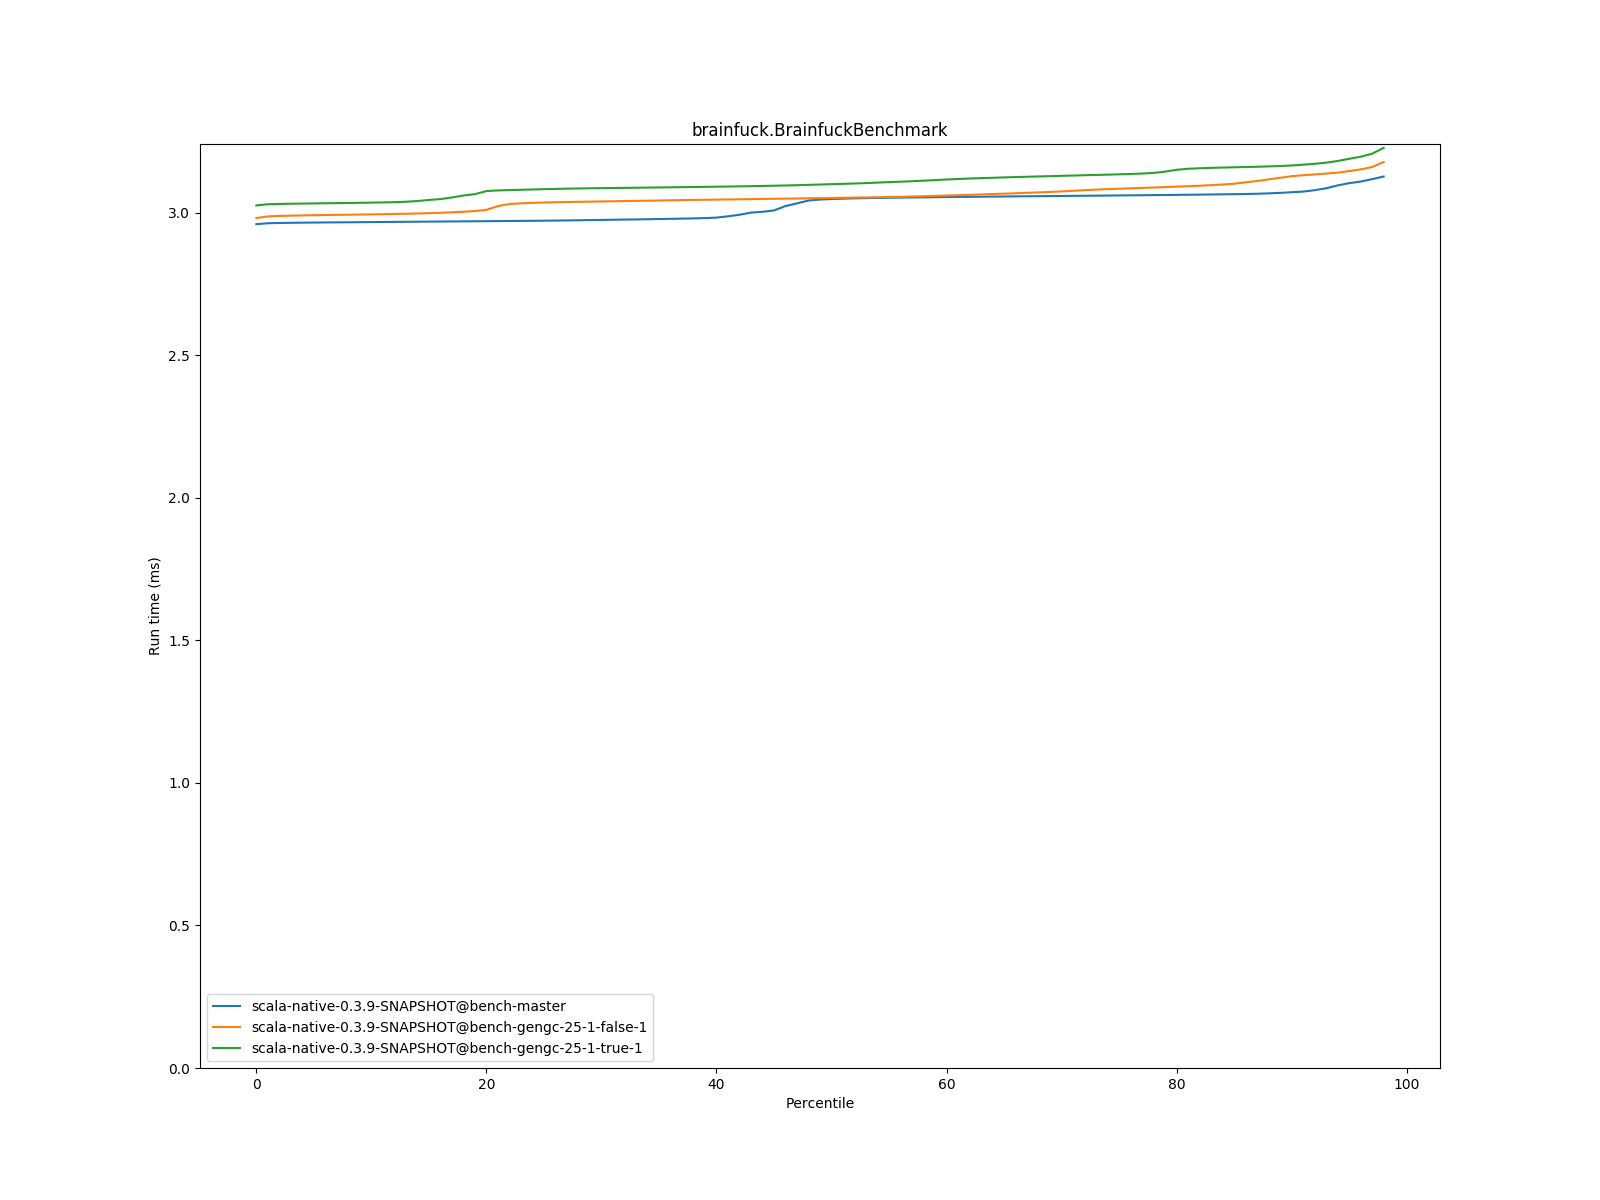 brainfuck.BrainfuckBenchmark
Run time (ms)
3.0
2.5
2.0
1.5
1.0
0.5
0.0
scala-native-0.3.9-SNAPSHOT@bench-master
scala-native-0.3.9-SNAPSHOT@bench-gengc-25-1-false-1
scala-native-0.3.9-SNAPSHOT@bench-gengc-25-1-true-1
0 20 40 60 80 100
Percentile